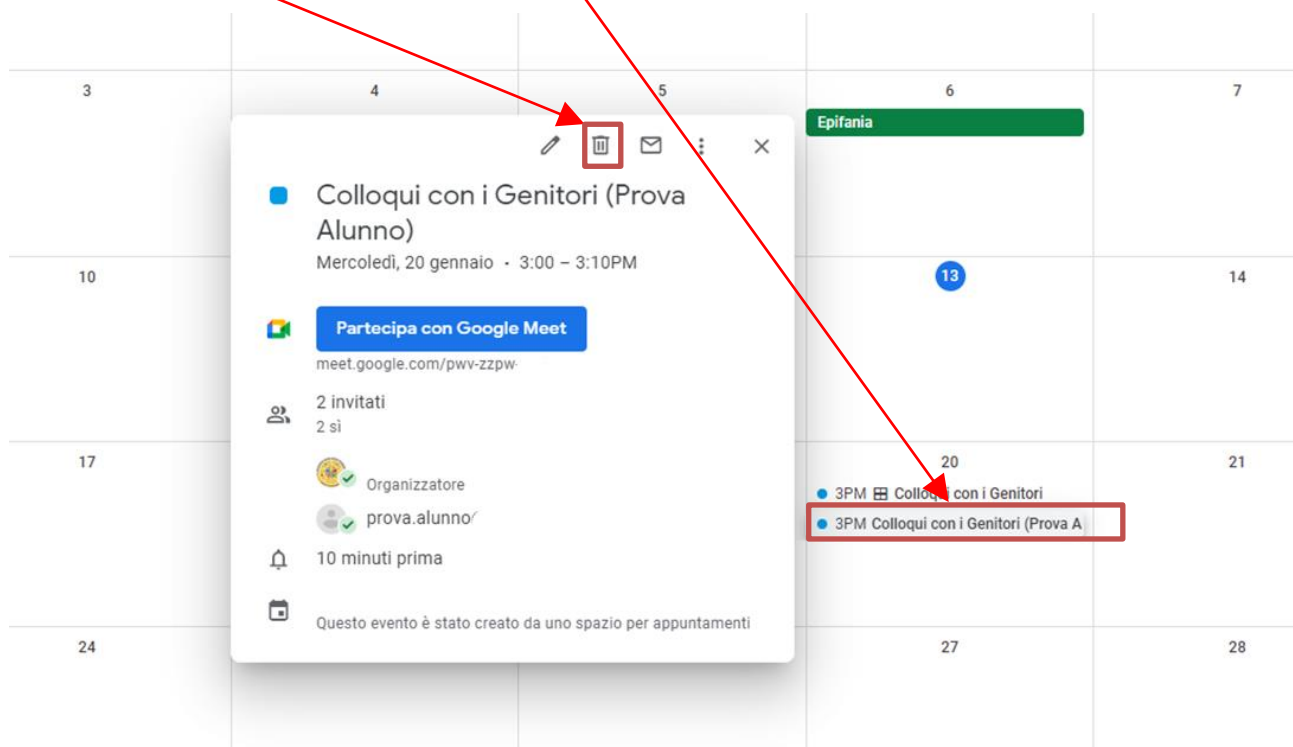 3 4 5 6 7
Epifania
Colloqui con i Genitori (Prova
Alunno)
Mercoledì, 20 gennaio · 3:00 – 3:10PM
10 13 14
Partecipa con Google Meet
meet.google.com/pwv-zzpw-
2 invitati
2 sì
17 20 21
Organizzatore
3PM Colloqui con i Genitori
prova.alunno
3PM Colloqui con i Genitori (Prova A
10 minuti prima
Questo evento è stato creato da uno spazio per appuntamenti
24 27 28